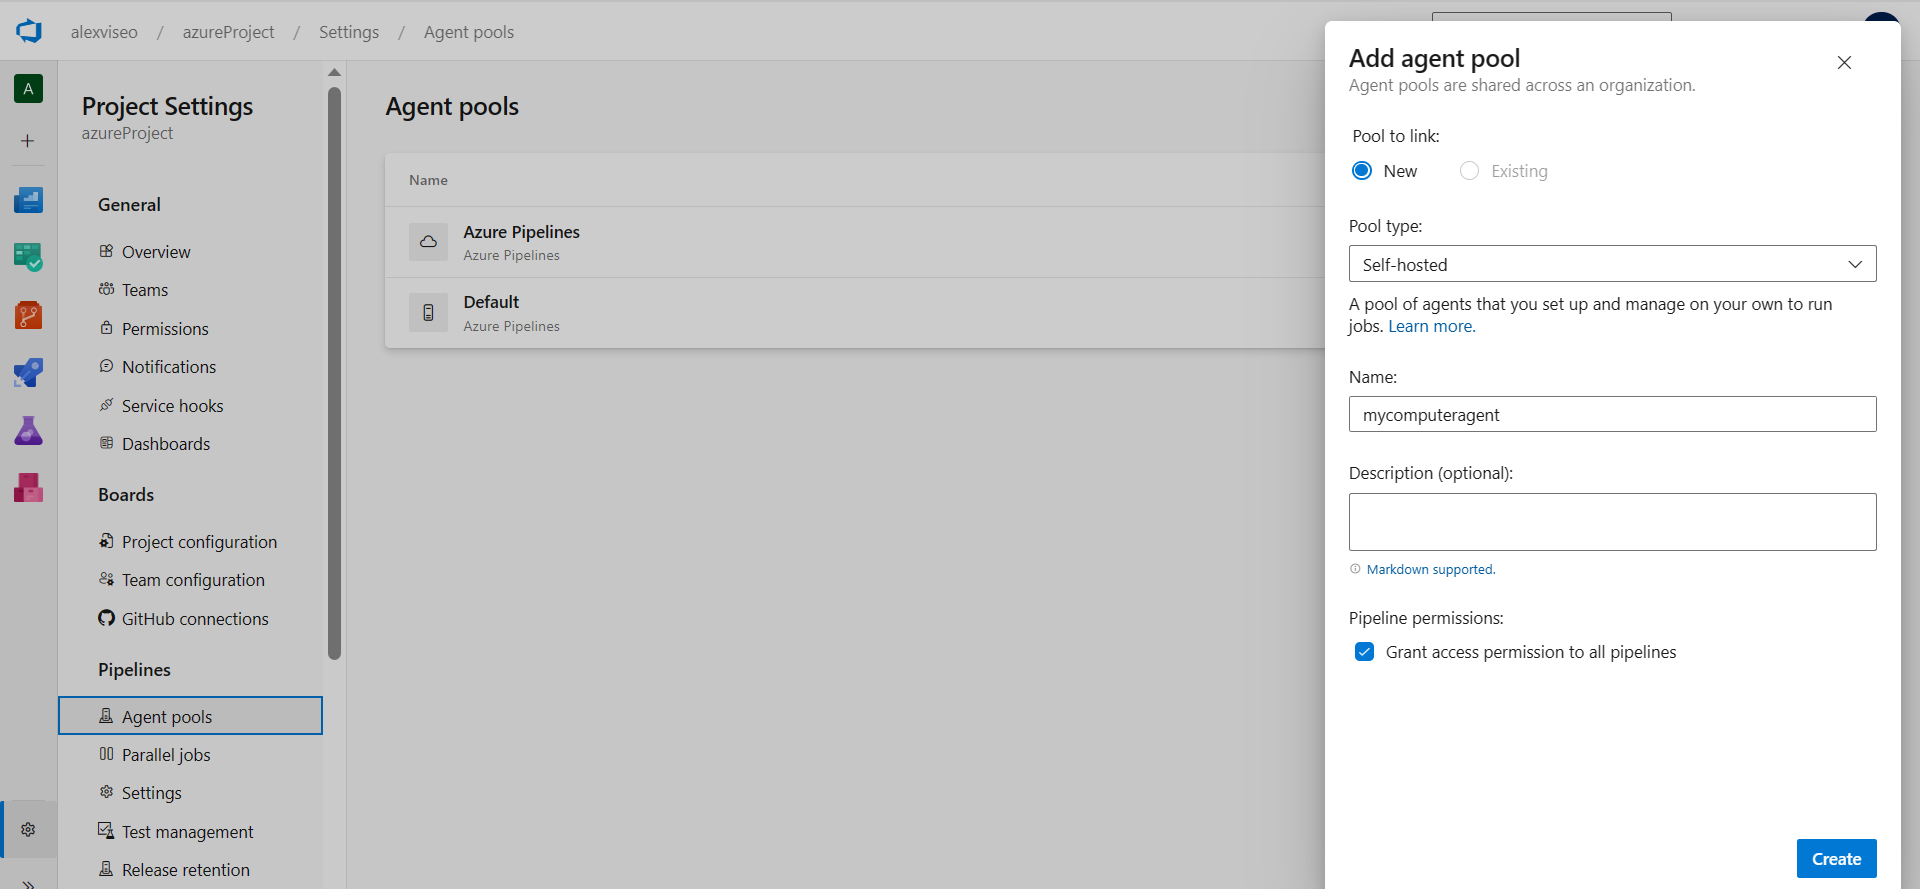 alexviseo / azureProject / Settings / Agent pools
A
Project Settings
azureProject
General
Overview
Teams
Permissions
Notifications
Service hooks
Dashboards
Boards
Project configuration
Team configuration
GitHub connections
Pipelines
Agent pools
Parallel jobs
Settings
Test management
Release retention
Agent pools
Name
Azure Pipelines
Azure Pipelines
Default
Azure Pipelines
Add agent pool
Agent pools are shared across an organization.
Pool to link:
New Existing
Pool type:
Self-hosted
A pool of agents that you set up and manage on your own to run
jobs. Learn more.
Name:
mycomputeragent
Description (optional):
Markdown supported.
Pipeline permissions:
Grant access permission to all pipelines
Create